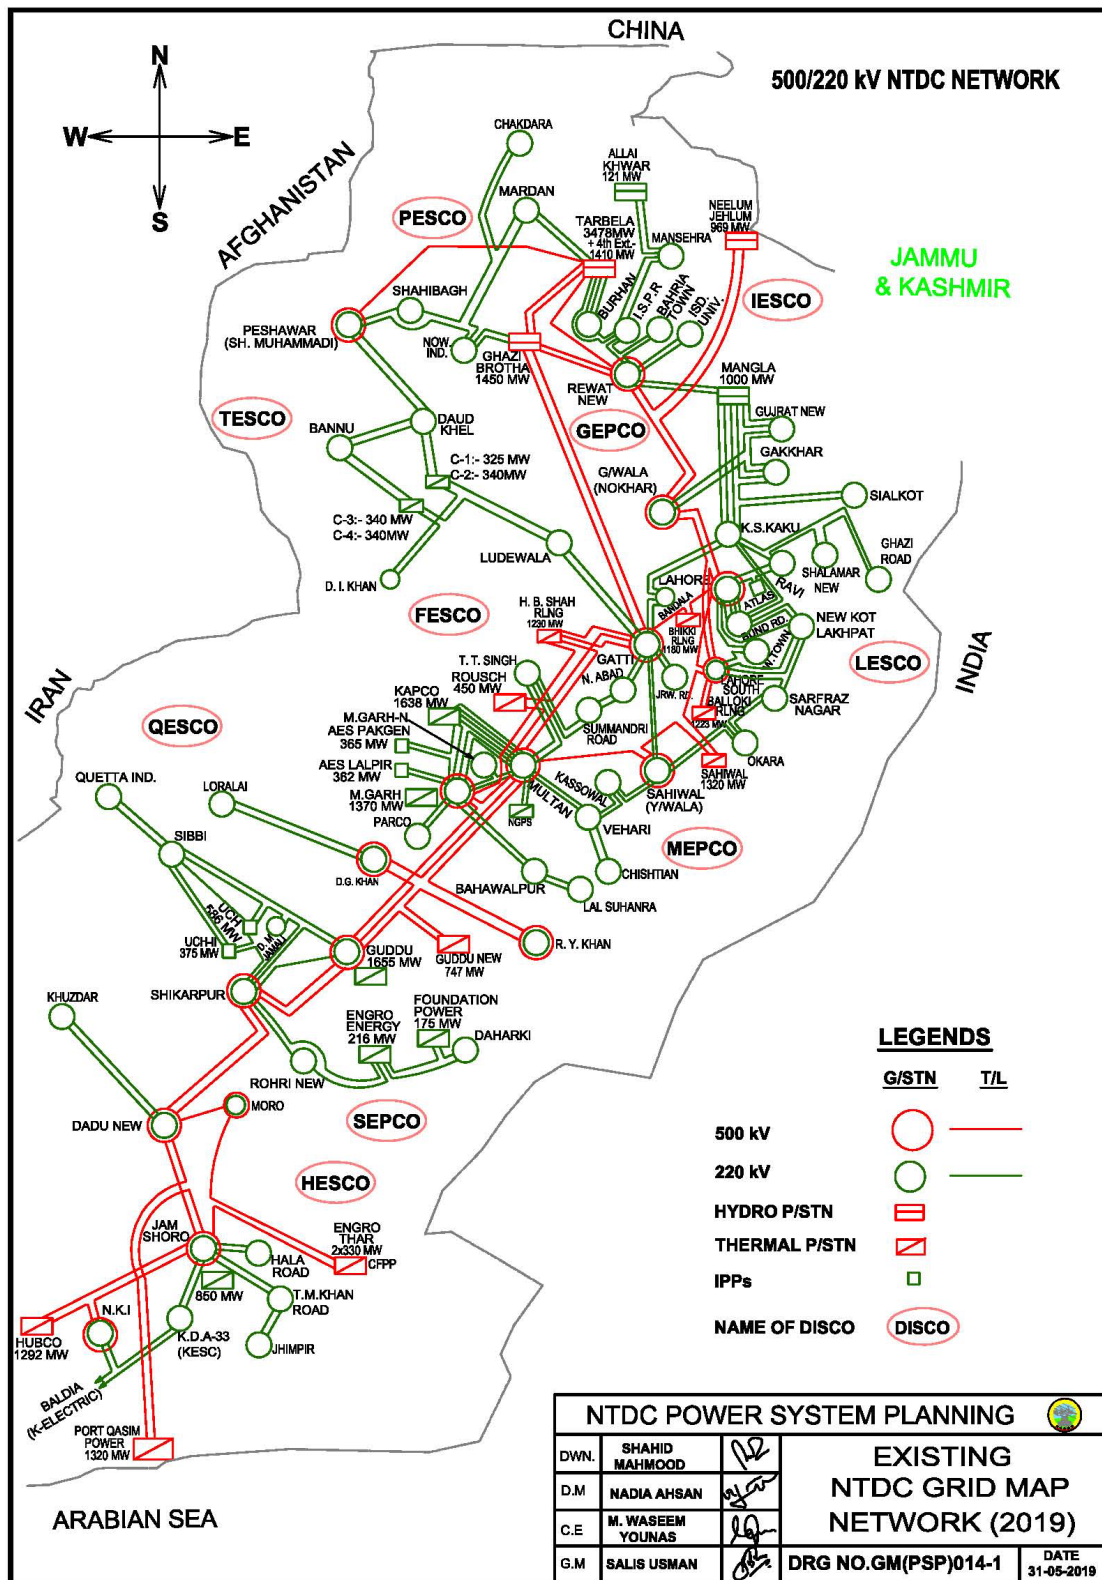 CHINA
500/220 kV NTDC NETWORK
N
W
E
S
AFGHANISTAN
CHAKDARA
ALLAI
KHWAR
121 MW
MARDAN
NEELUM
JEHLUM
969 MW
PESCO
TARBELA
3478MW
+ 4th Ext.-
1410 MW
MANSEHRA
JAMMU
& KASHMIR
IESCO
SHAHIBAGH
BURHAN
I.S.P.R
BAHRIA
TOWN
ISD.
UNIV.
PESHAWAR
(SH. MUHAMMADI)
NOW.
IND.
GHAZI
BROTHA
1450 MW
REWAT
NEW
MANGLA
1000 MW
TESCO
BANNU
DAUD
KHEL
GEPCO
GUJRAT NEW
GAKKHAR
C-1:- 325 MW
C-2:- 340MW
G/WALA
(NOKHAR)
SIALKOT
C-3:- 340 MW
C-4:- 340MW
K.S.KAKU
GHAZI
ROAD
LUDEWALA
D. I. KHAN
LAHORE
RAVI
SHALAMAR
NEW
FESCO
H. B. SHAH
RLNG
1230 MW
BANDALA
ATLAS
BHIKKI
RLNG
1180 MW
BUND RD.
NEW KOT
LAKHPAT
N.TOWN
LESCO
INDIA
GATTI
T. T. SINGH
N. ABAD
JRW. RD.
LAHORE
SOUTH
ROUSCH
450 MW
KAPCO
1638 MW
BALLOKI
RLNG
1223 MW
SARFRAZ
NAGAR
IRAN
QESCO
M.GARH-N
AES PAKGEN
365 MW
SUMMANDRI
ROAD
OKARA
QUETTA IND.
LORALAI
AES LALPIR
362 MW
M.GARH
1370 MW
MULTAN
KASSOWAL
SAHIWAL
(Y/WALA)
SAHIWAL
1320 MW
NGPS
PARCO
VEHARI
SIBBI
MEPCO
D.G. KHAN
BAHAWALPUR
CHISHTIAN
LAL SUHANRA
UCH
586 MW
UCH-II
375 MW
D. M
JAMALI
GUDDU
1655 MW
GUDDU NEW
747 MW
R. Y. KHAN
SHIKARPUR
KHUZDAR
ENGRO
ENERGY
216 MW
FOUNDATION
POWER
175 MW
DAHARKI
ROHRI NEW
LEGENDS
G/STN T/L
MORO
DADU NEW
SEPCO
500 kV
220 kV
HESCO
HYDRO P/STN
JAM
SHORO
ENGRO
THAR
2x330 MW
CFPP
THERMAL P/STN
HALA
ROAD
IPPs
850 MW
T.M.KHAN
ROAD
N.K.I
NAME OF DISCO DISCO
HUBCO
1292 MW
K.D.A-33
(KESC)
JHIMPIR
BALDIA
(K-ELECTRIC)
PORT QASIM
POWER
1320 MW
ARABIAN SEA
NTDC POWER SYSTEM PLANNING
DWN. SHAHID
MAHMOOD
D.M NADIA AHSAN
C.E M. WASEEM
YOUNAS
G.M SALIS USMAN
EXISTING
NTDC GRID MAP
NETWORK (2019)
DRG NO.GM(PSP)014-1
DATE
31-05-2019